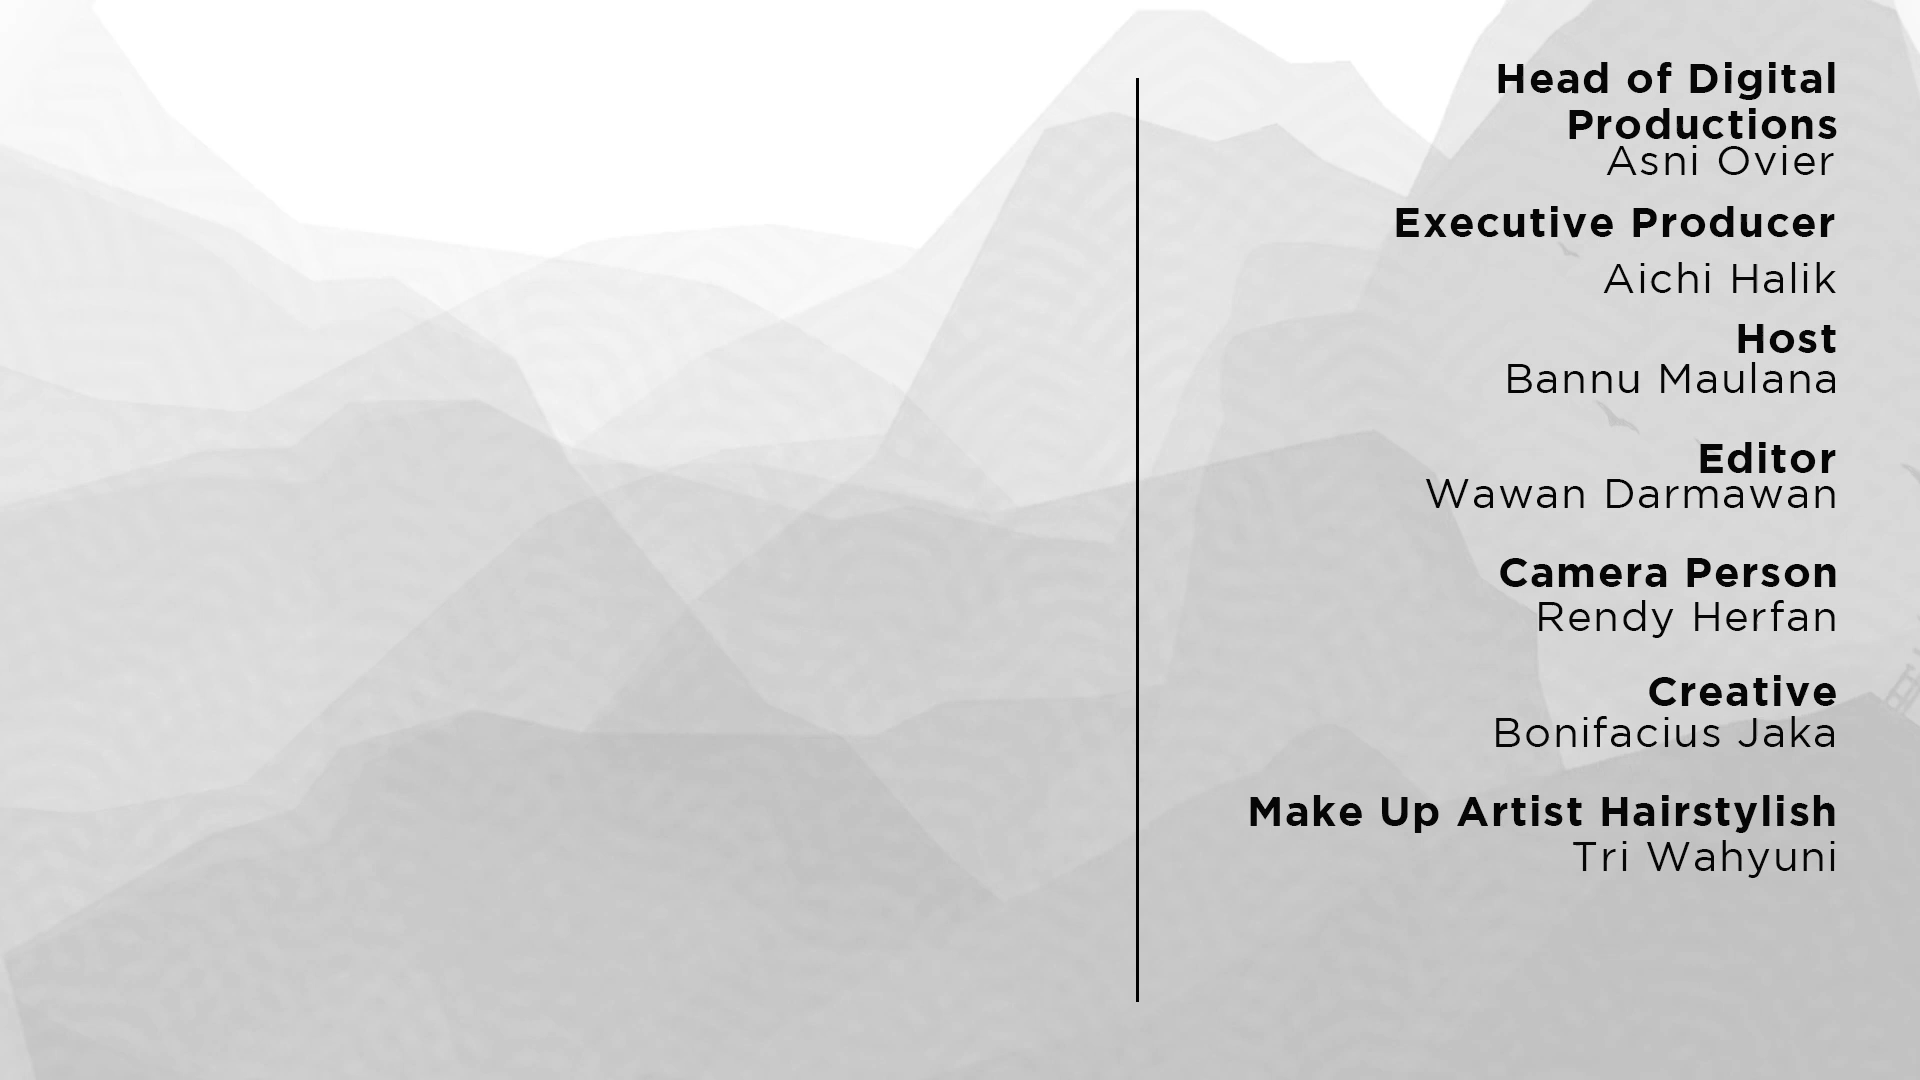 Head of Digital
Productions
Asni Ovier
Executive Producer
Aichi Halik
Host
Bannu Maulana
Editor
Wawan Darmawan
Camera Person
Rendy Herfan
Creative
Bonifacius Jaka
Make Up Artist Hairstylish
Tri Wahyuni